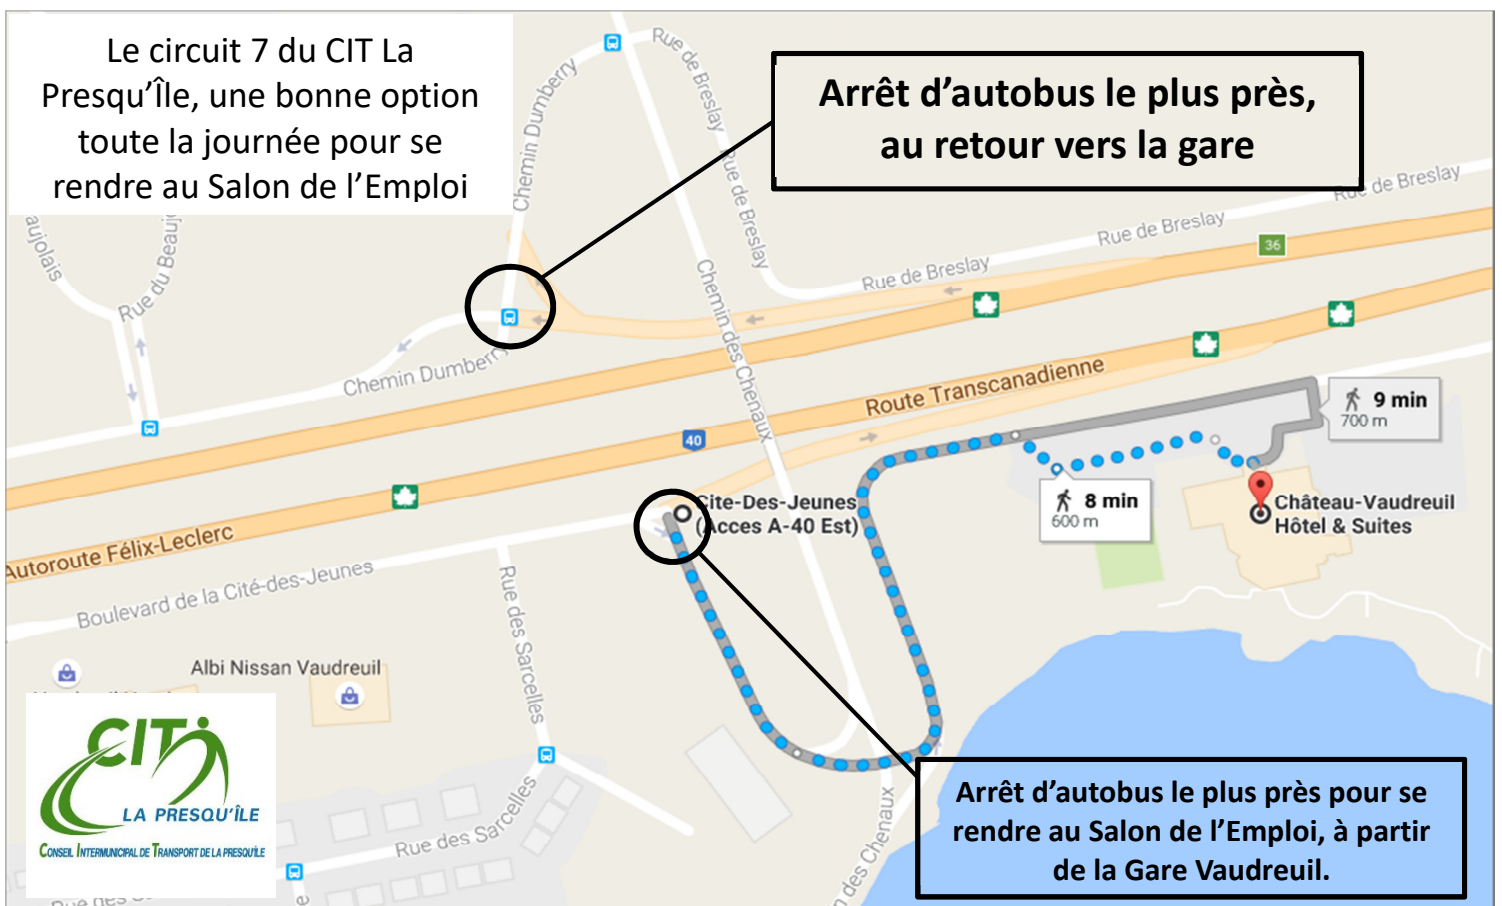 Le circuit 7 du CIT La
Presqu’Île, une bonne option
toute la journée pour se
rendre au Salon de l’Emploi
Arrêt d’autobus le plus près,
au retour vers la gare
Rue de Breslay
Rue de Breslay
Rue de Breslay
Rue de Breslay
Rue de Breslay
Chemin Dumberry
Rue du Beauj
aujolais
36
Chemin des Chenaux
Chemin Dumberry
Route Transcanadienne
40
9 min
700 m
8 min
600 m
Cite-Des-Jeunes
(Acces A-40 Est)
Château-Vaudreuil
Hôtel & Suites
Autoroute Félix-Leclerc
Boulevard de la Cité-des-Jeunes
Rue des Sarcelles
Albi Nissan Vaudreuil
CIT
LA PRESQU’ÎLE
CONSEIL INTERMUNICIPAL DE TRANSPORT DE LA PRESQU’ÎLE
Rue des Sarcelles
des Chenaux
Arrêt d’autobus le plus près pour se
rendre au Salon de l’Emploi, à partir
de la Gare Vaudreuil.